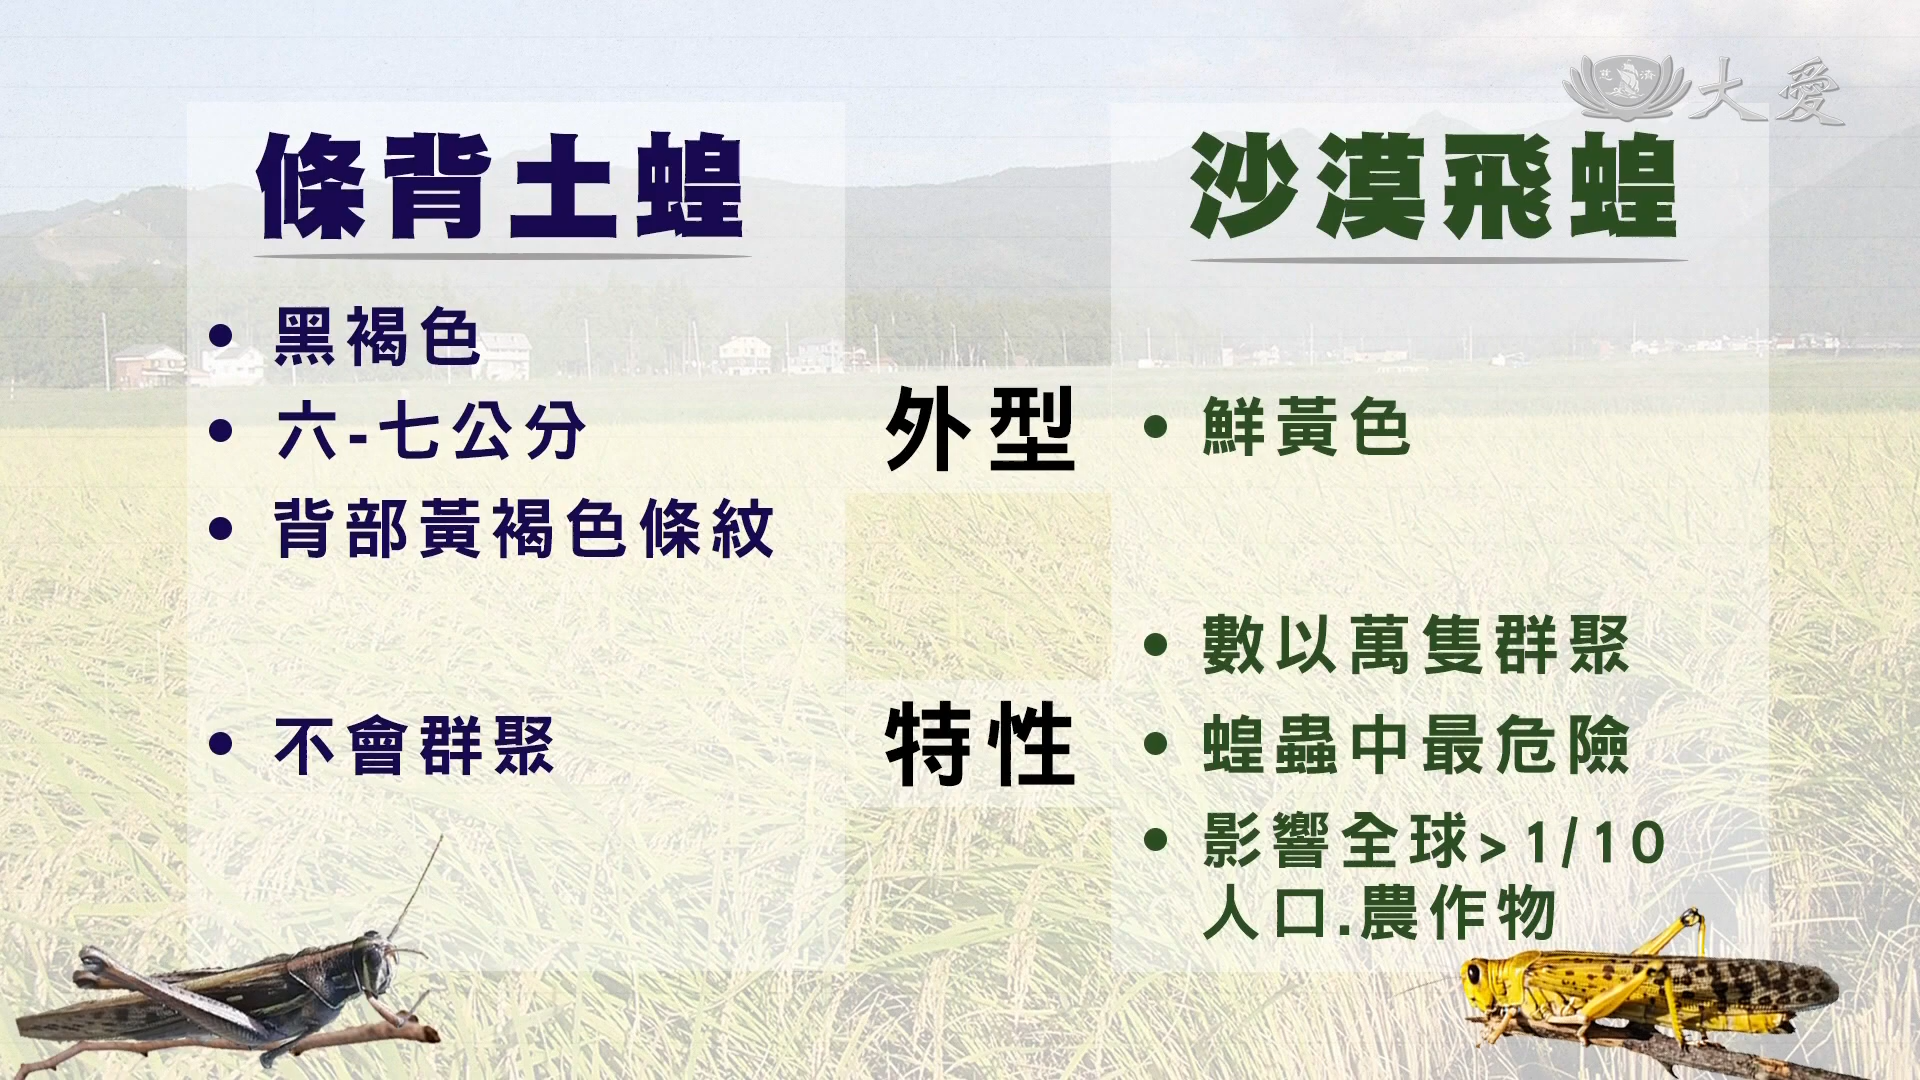 慈濟
大愛
條背土蝗
• 黑褐色
• 六-七公分
• 背部黃褐色條紋
• 不會群聚
外型
特性
沙漠飛蝗
• 鮮黃色
• 數以萬隻群聚
• 蝗蟲中最危險
• 影響全球>1/10
人口.農作物